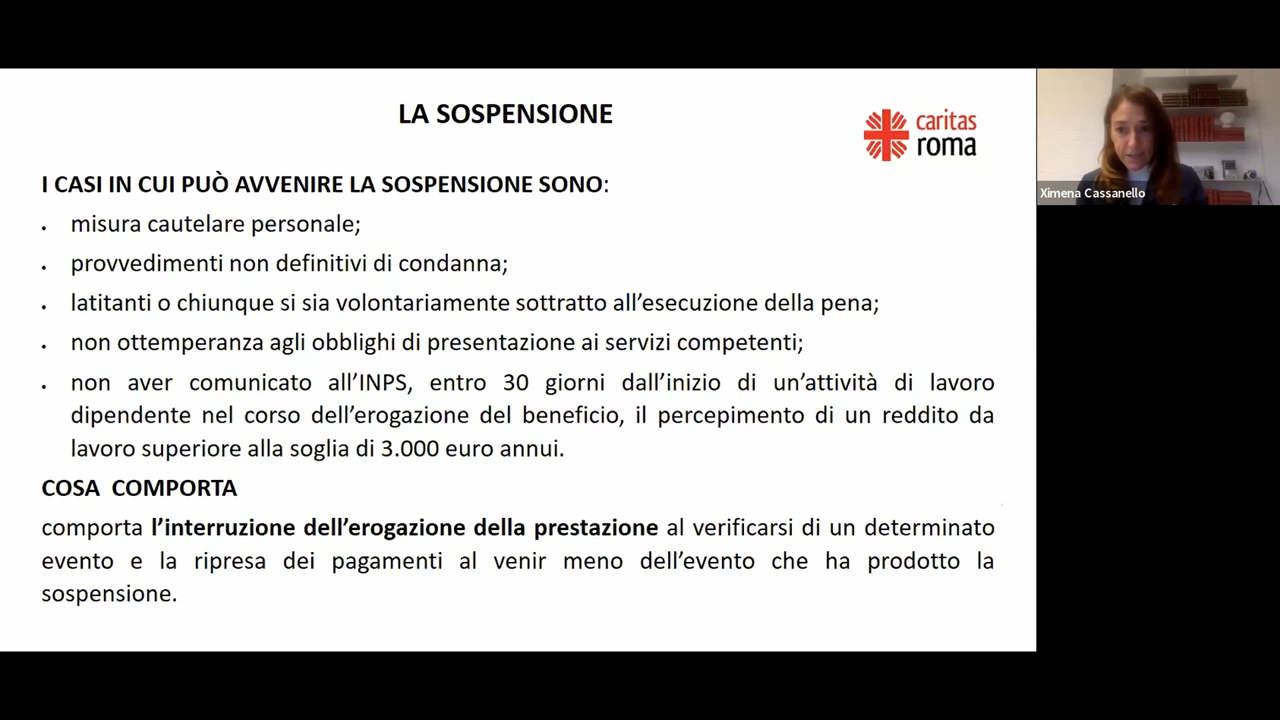 LA SOSPENSIONE
caritas
roma
I CASI IN CUI PUÒ AVVENIRE LA SOSPENSIONE SONO:
• misura cautelare personale;
• provvedimenti non definitivi di condanna;
• latitanti o chiunque si sia volontariamente sottratto all’esecuzione della pena;
• non ottemperanza agli obblighi di presentazione ai servizi competenti;
• non aver comunicato all’INPS, entro 30 giorni dall’inizio di un’attività di lavoro
dipendente nel corso dell’erogazione del beneficio, il percepimento di un reddito da
lavoro superiore alla soglia di 3.000 euro annui.
COSA COMPORTA
comporta l’interruzione dell’erogazione della prestazione al verificarsi di un determinato
evento e la ripresa dei pagamenti al venir meno dell’evento che ha prodotto la
sospensione.
Ximena Cassanello